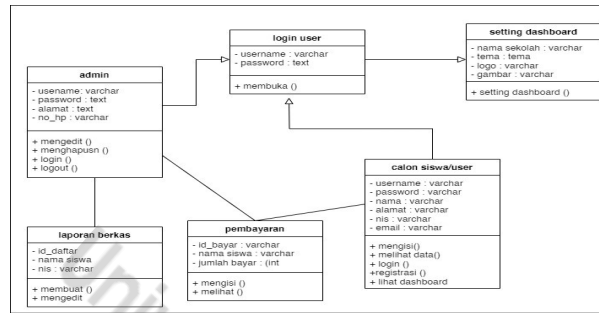 login user
- username : varchar
- password : text
+ membuka ()
setting dashboard
- nama sekolah : varchar
- tema : tema
- logo : varchar
- gambar : varchar
+ setting dashboard ()
admin
- usename: varchar
- password : text
- alamat : text
- no_hp : varchar
+ mengedit ()
+ menghapusn ()
+ login ()
+ logout ()
calon siswa/user
- username : varchar
- password : varchar
- nama : varchar
- alamat : varchar
- nis : varchar
- email : varchar
+ mengisi()
+ melihat data()
+ login ()
+registrasi ()
+ lihat dashboard
laporan berkas
- id_daftar
- nama siswa
- nis : varchar
+ membuat ()
+ mengedit
pembayaran
- id_bayar : varchar
- nama siswa : varchar
- jumlah bayar : (int
+ mengisi ()
+ melihat ()